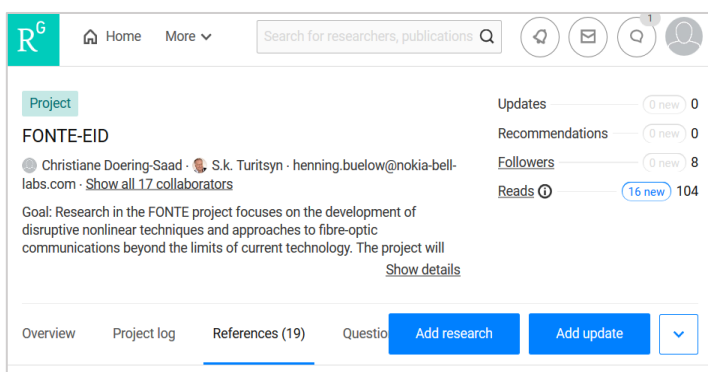 RG Home More Search for researchers, publications 1
Project
FONTE-EID
Christiane Doering-Saad · S.k. Turitsyn · henning.buelow@nokia-bell-
labs.com · Show all 17 collaborators
Goal: Research in the FONTE project focuses on the development of
disruptive nonlinear techniques and approaches to fibre-optic
communications beyond the limits of current technology. The project will
Show details
Updates 0 new 0
Recommendations 0 new 0
Followers 0 new 8
Reads 16 new 104
Overview Project log References (19) Questio Add research Add update